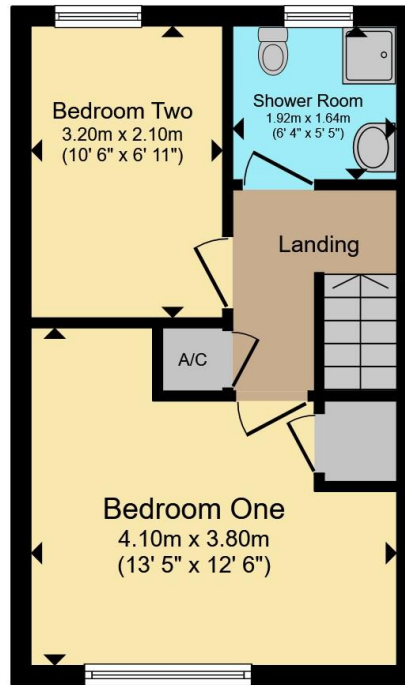 Bedroom Two
3.20m x 2.10m
(10' 6" x 6' 11")
Shower Room
1.92m x 1.64m
(6' 4" x 5' 5")
Landing
A/C
Bedroom One
4.10m x 3.80m
(13' 5" x 12' 6")